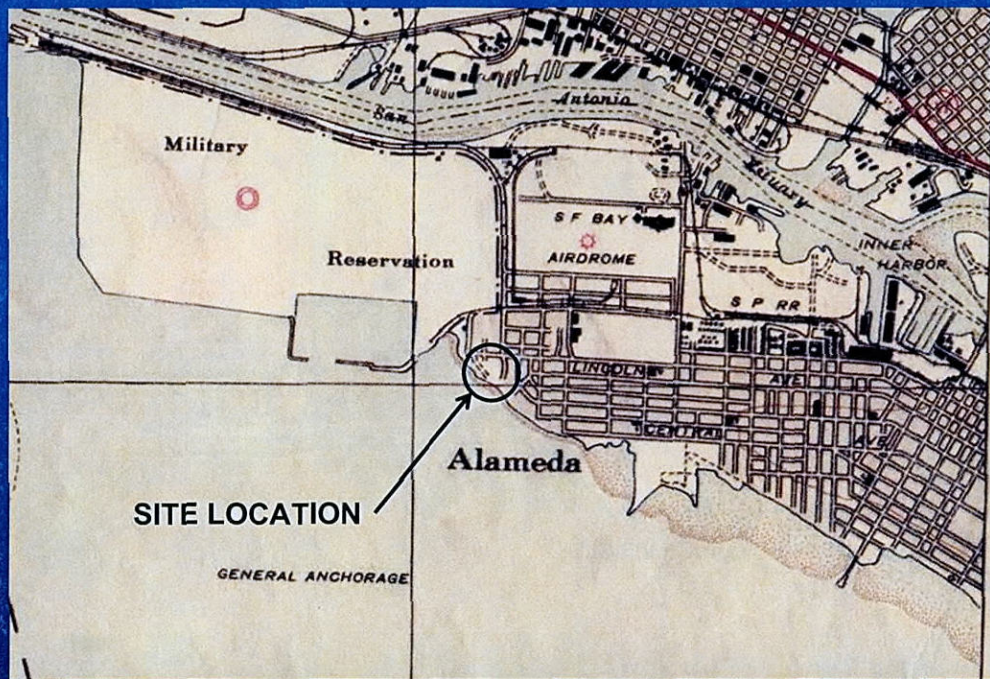 Military
San Antonio Estuary
S F BAY
AIRDROME
Reservation
INNER
HARBOR
S P RR
LINCOLN AVE
CENTRAL AVE
Alameda
SITE LOCATION
GENERAL ANCHORAGE